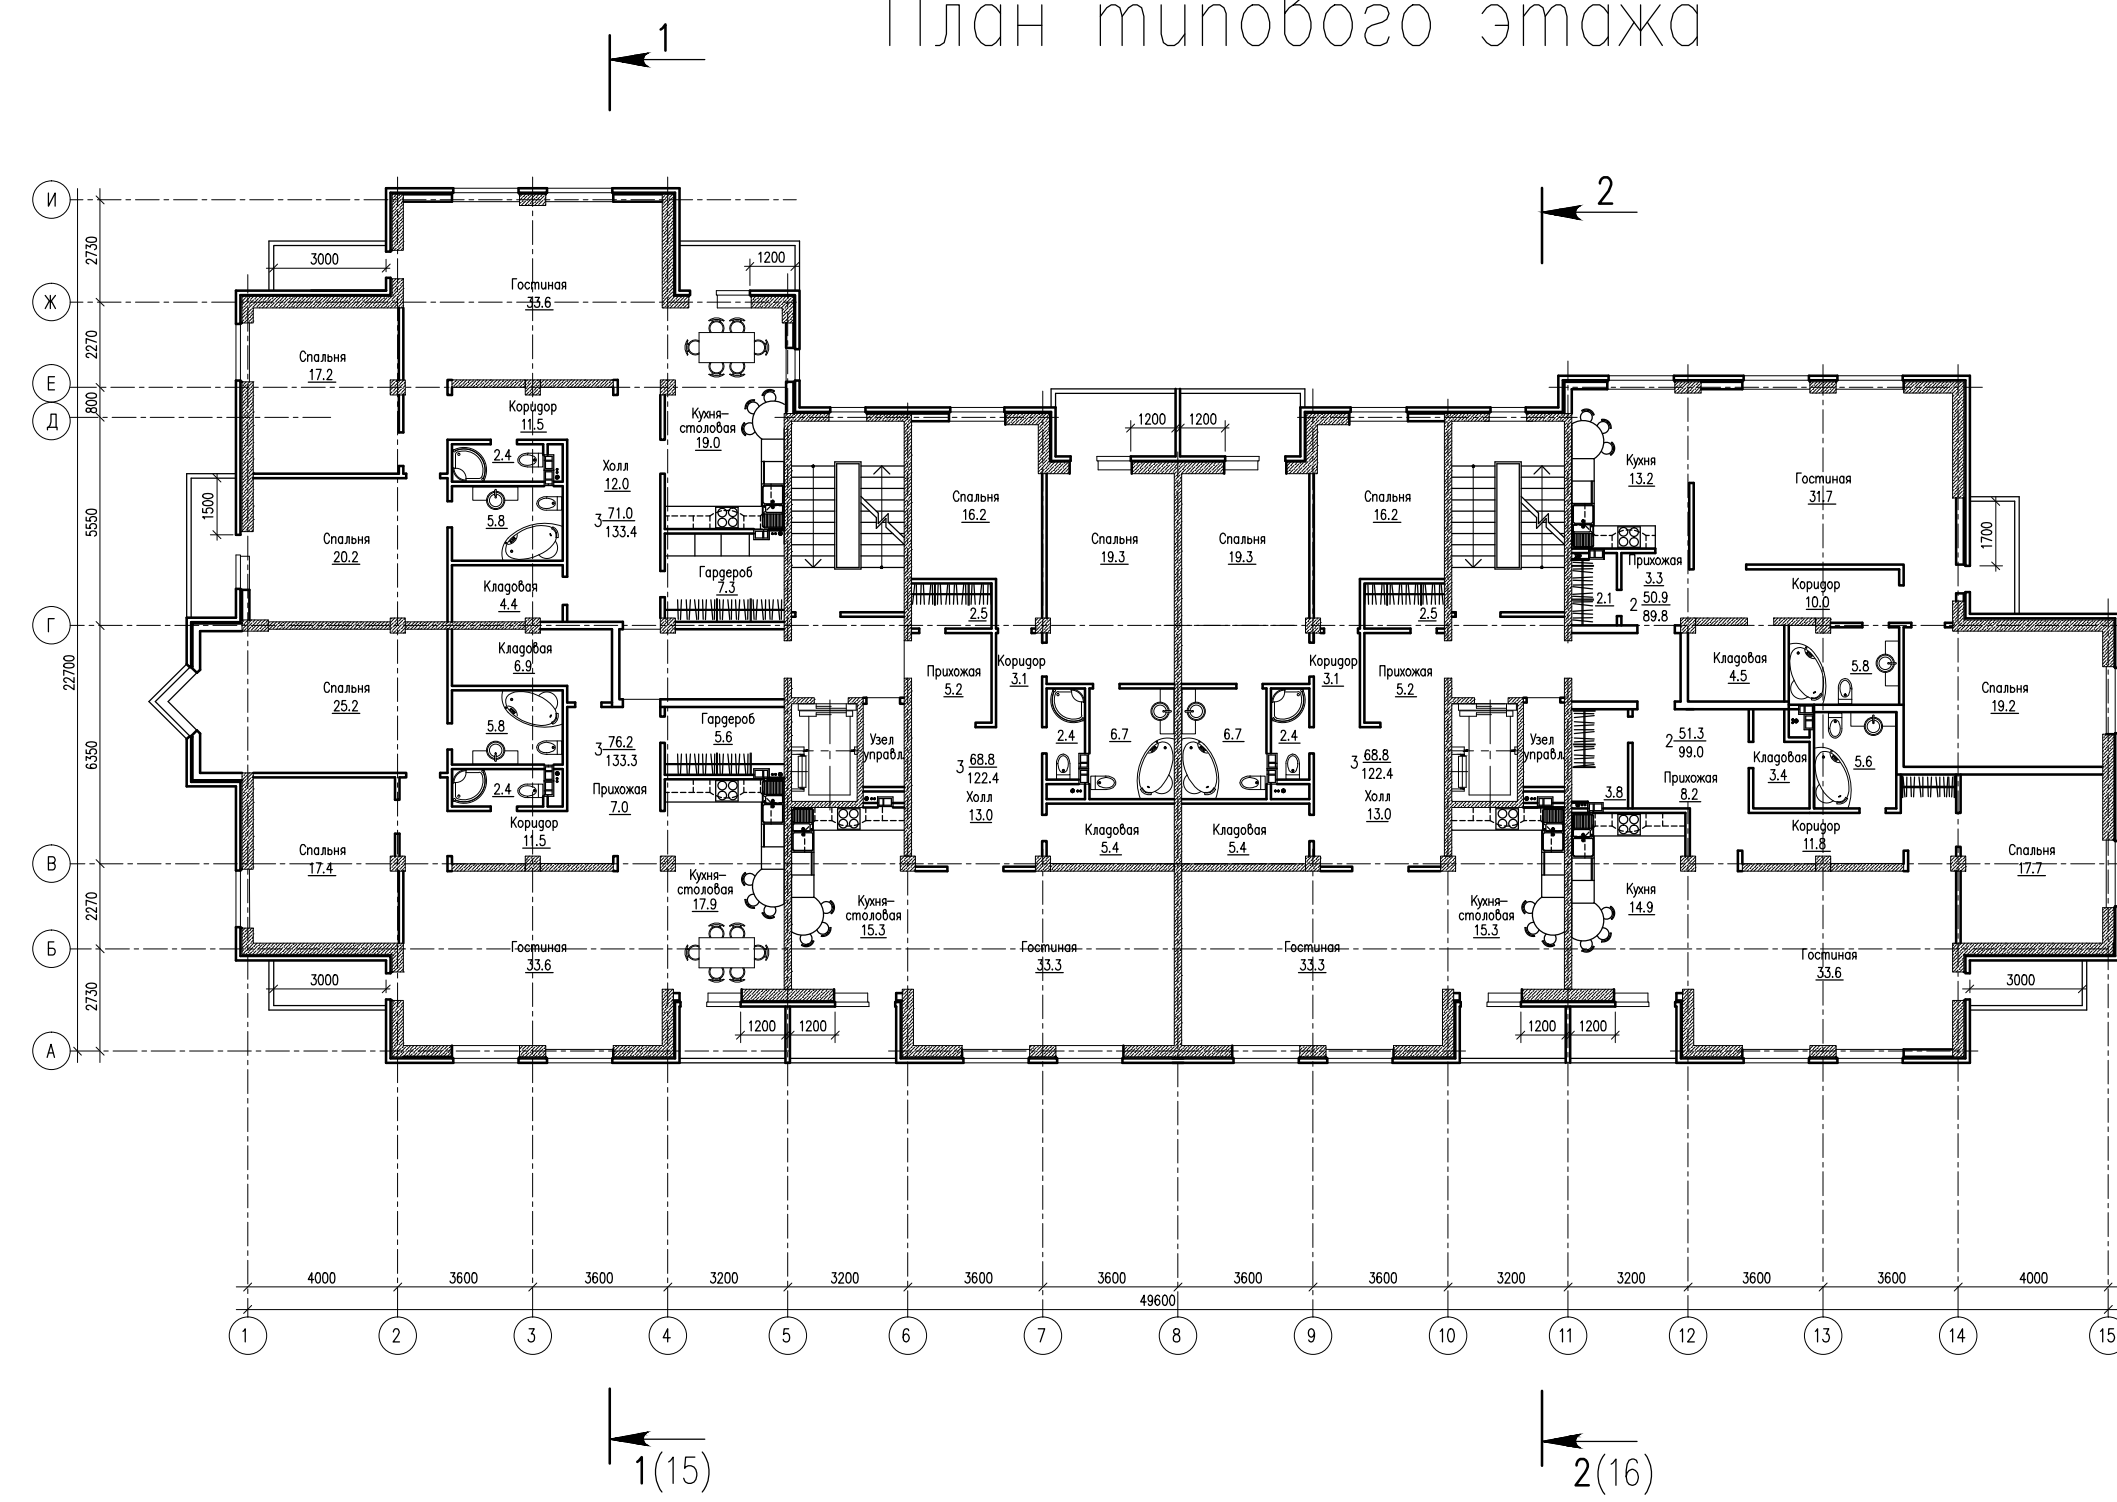 План типового этажа
1
2
И
Ж
Е
Д
Г
В
Б
А
2730
2270
800
5550
6350
2270
2730
22700
3000
1200
Гостиная
33.6
Спальня
17.2
Коридор
11.5
Кухня-
столовая
19.0
2.4
Холл
12.0
3 71.0
133.4
1500
5.8
Спальня
20.2
Кладовая
4.4
Гардероб
7.3
Кладовая
6.9
Спальня
25.2
5.8
Гардероб
5.6
3 76.2
133.3
2.4
Прихожая
7.0
Коридор
11.5
Спальня
17.4
Кухня-
столовая
17.9
Гостиная
33.6
3000
1200
1200
Спальня
16.2
1200
1200
Спальня
19.3
Спальня
19.3
Спальня
16.2
2.5
2.5
Прихожая
5.2
Коридор
3.1
Коридор
3.1
Прихожая
5.2
Узел
управл
2.4
6.7
6.7
2.4
Узел
управл
3 68.8
122.4
3 68.8
122.4
Холл
13.0
Холл
13.0
Кладовая
5.4
Кладовая
5.4
Кухня-
столовая
15.3
Кухня-
столовая
15.3
Гостиная
33.3
Гостиная
33.3
1200
1200
Кухня
13.2
Гостиная
31.7
1700
Прихожая
3.3
2.1
2 50.9
89.8
Коридор
10.0
Кладовая
4.5
5.8
Спальня
19.2
2 51.3
99.0
Кладовая
3.4
5.6
3.8
Прихожая
8.2
Коридор
11.8
Спальня
17.7
Кухня
14.9
Гостиная
33.6
3000
4000
3600
3600
3200
3200
3600
3600
3600
3600
3200
3200
3600
3600
4000
49600
1
2
3
4
5
6
7
8
9
10
11
12
13
14
15
1(15)
2(16)